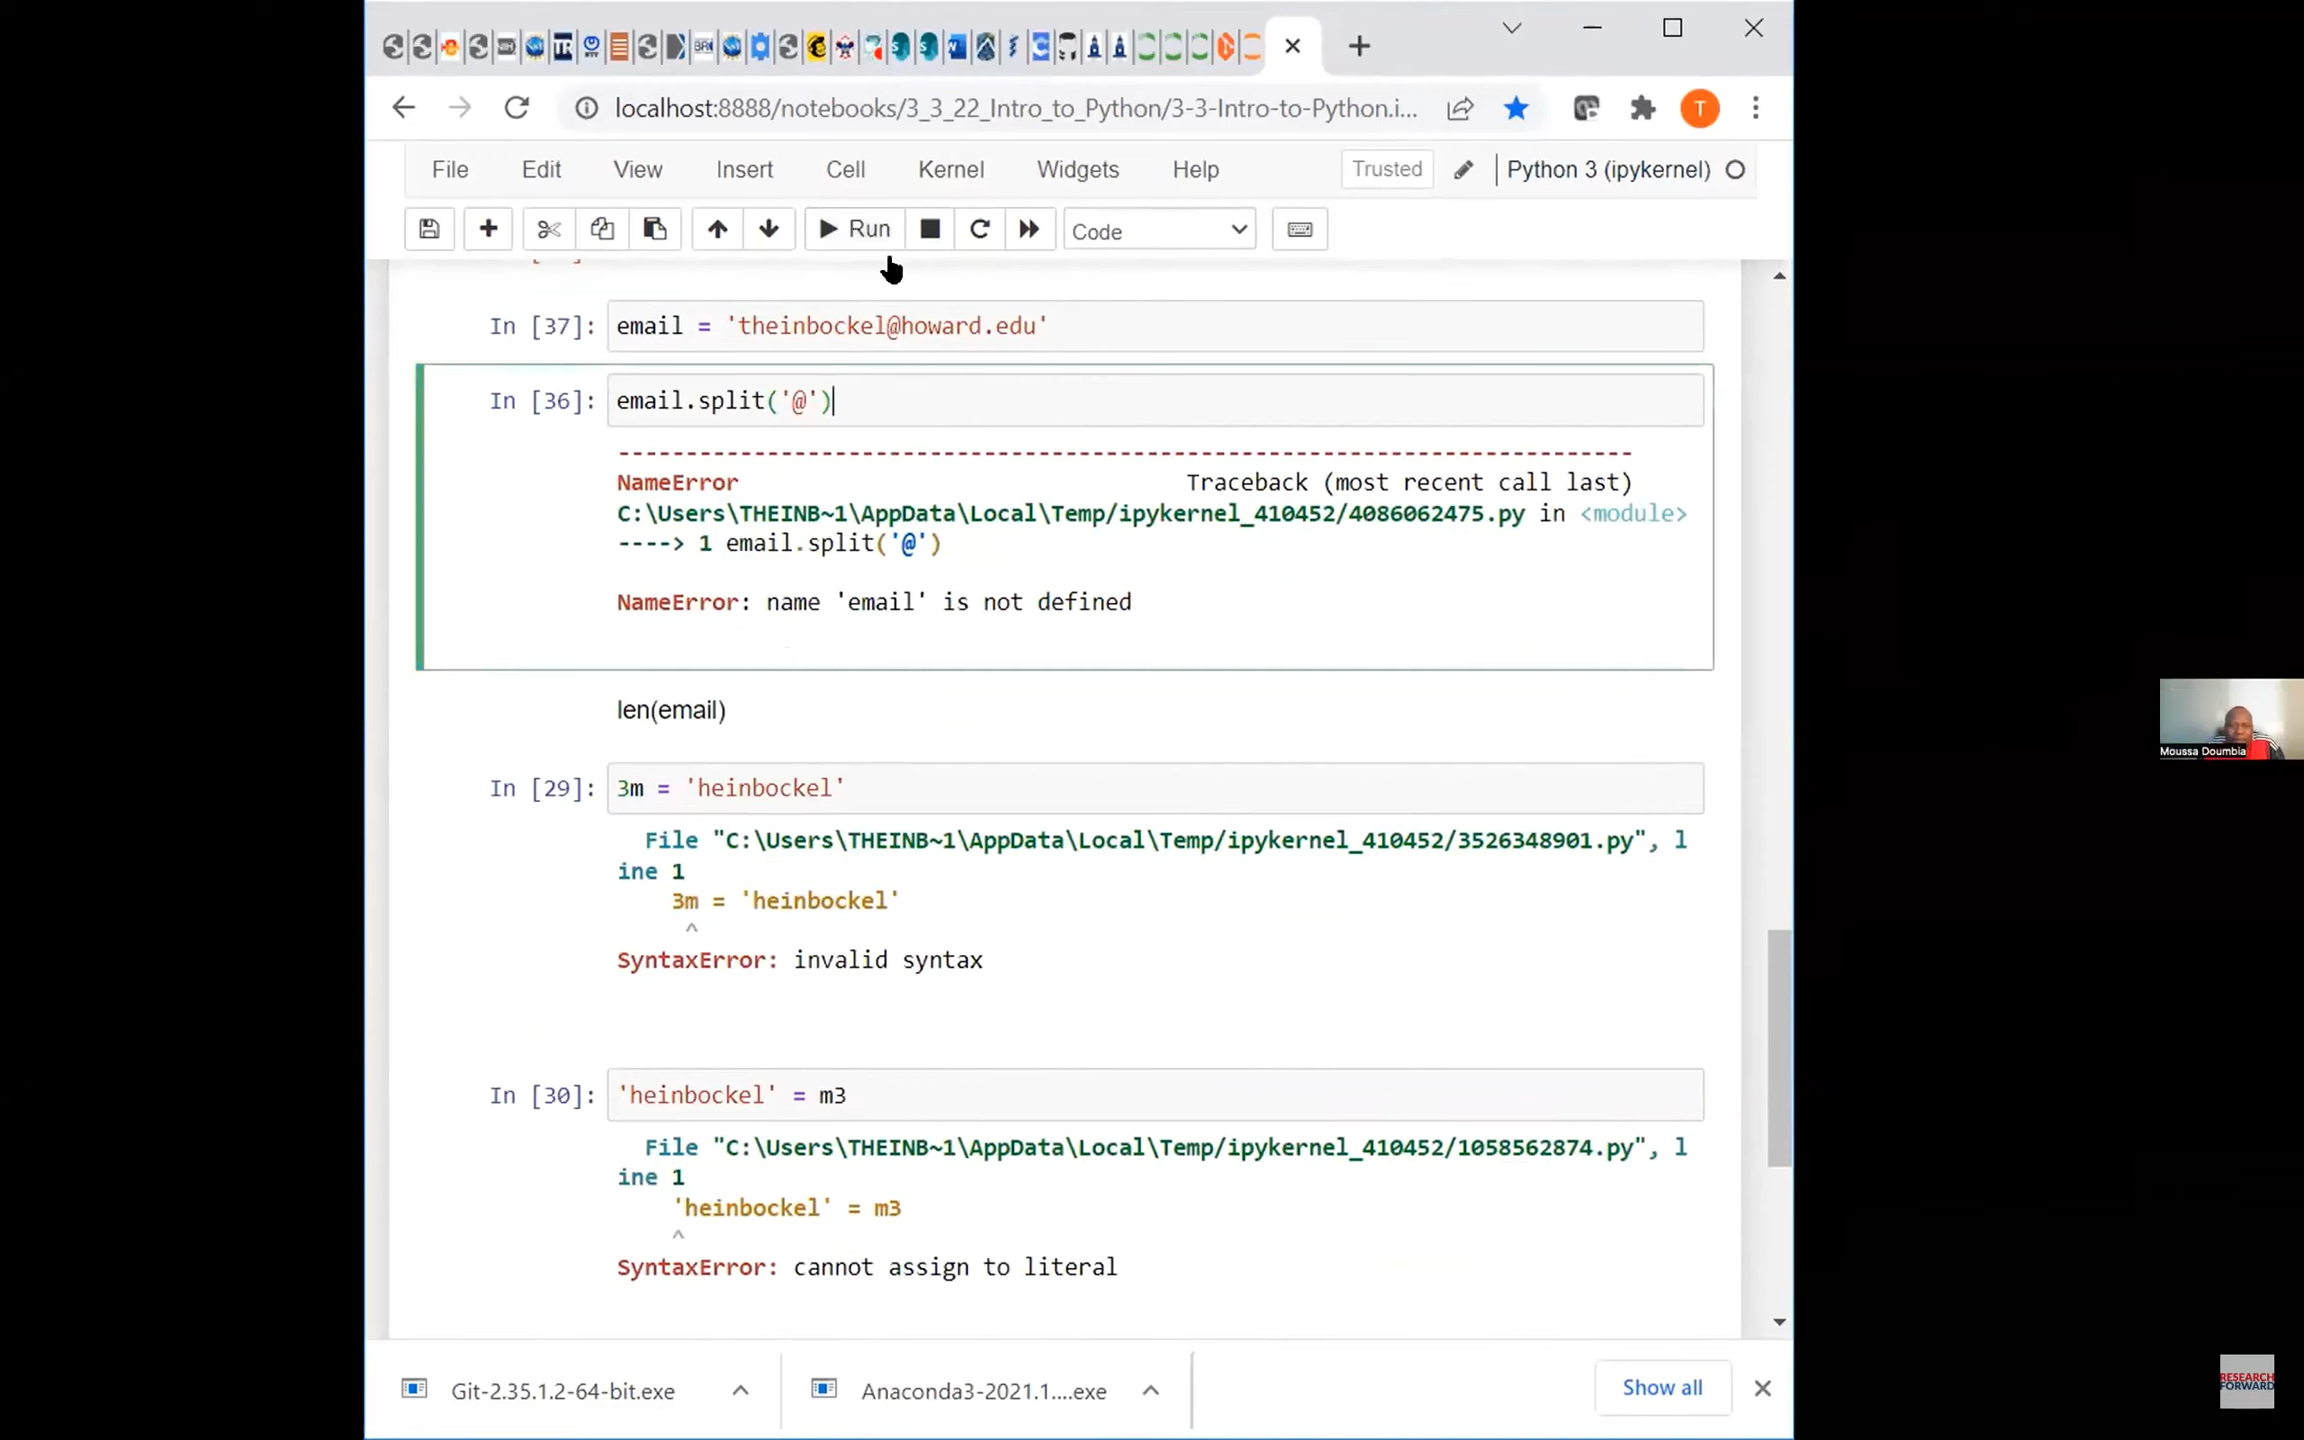 localhost:8888/notebooks/3_3_22_Intro_to_Python/3-3-Intro-to-Python.i...
T
File Edit View Insert Cell Kernel Widgets Help Trusted Python 3 (ipykernel)
Run Code
In [37]: email = 'theinbockel@howard.edu'
In [36]: email.split('@')
---------------------------------------------------------------------------
NameError Traceback (most recent call last)
C:\Users\THEINB~1\AppData\Local\Temp/ipykernel_410452/4086062475.py in <module>
----> 1 email.split('@')
NameError: name 'email' is not defined
len(email)
In [29]: 3m = 'heinbockel'
File "C:\Users\THEINB~1\AppData\Local\Temp/ipykernel_410452/3526348901.py", l
ine 1
3m = 'heinbockel'
^
SyntaxError: invalid syntax
In [30]: 'heinbockel' = m3
File "C:\Users\THEINB~1\AppData\Local\Temp/ipykernel_410452/1058562874.py", l
ine 1
'heinbockel' = m3
^
SyntaxError: cannot assign to literal
Git-2.35.1.2-64-bit.exe
Anaconda3-2021.1....exe
Show all
Moussa Doumbia
RESEARCH
FORWARD